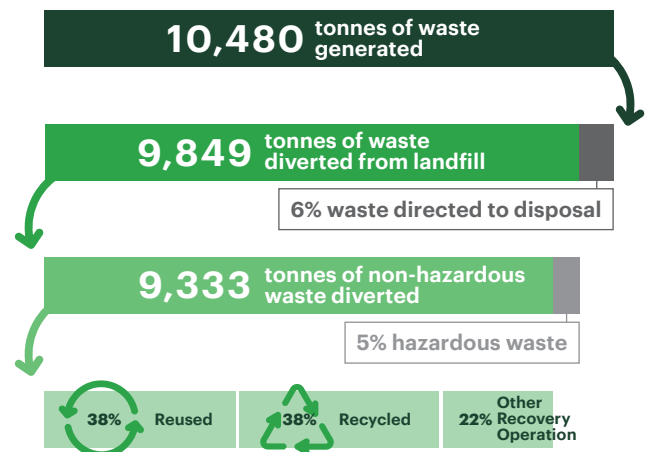 10,480 tonnes of waste
generated
9,849 tonnes of waste
diverted from landfill
6% waste directed to disposal
9,333 tonnes of non-hazardous
waste diverted
5% hazardous waste
38% Reused
38% Recycled
22% Other
Recovery
Operation